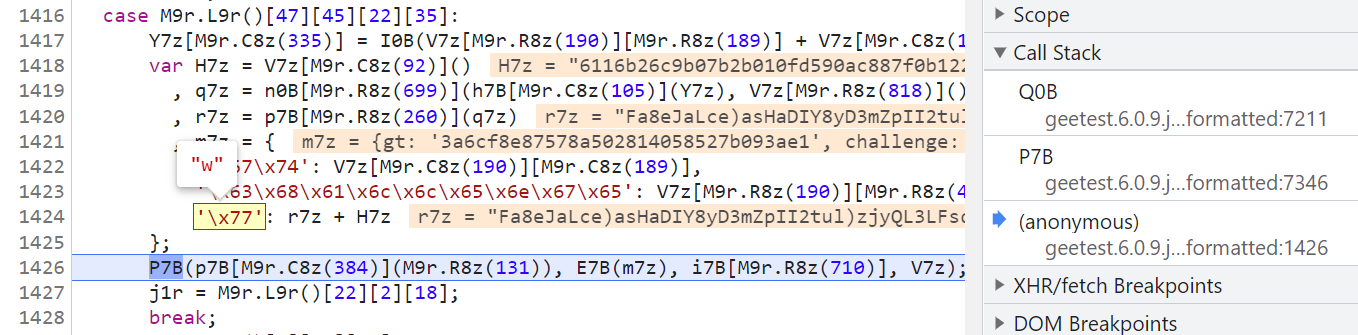 1416 case M9r.L9r()[47][45][22][35]:
1417 Y7z[M9r.C8z(335)] = I0B(V7z[M9r.R8z(190)][M9r.R8z(189)] + V7z[M9r.C8z(1
1418 var H7z = V7z[M9r.C8z(92)]() H7z = "6116b26c9b07b2b010fd590ac887f0b122
1419 , q7z = n0B[M9r.R8z(699)](h7B[M9r.C8z(105)](Y7z), V7z[M9r.R8z(818)]()
1420 , r7z = p7B[M9r.R8z(260)](q7z) r7z = "Fa8eJaLce)asHaDIY8yD3mZpII2tul
1421 , m7z = { m7z = {gt: '3a6cf8e87578a502814058527b093ae1', challenge:
"w"
1422 67\x74': V7z[M9r.C8z(190)][M9r.C8z(189)],
1423 \x63\x68\x61\x6c\x6c\x65\x6e\x67\x65': V7z[M9r.R8z(190)][M9r.R8z(4
1424 '\x77': r7z + H7z r7z = "Fa8eJaLce)asHaDIY8yD3mZpII2tul)zjyQL3LFsc
1425 };
1426 P7B(p7B[M9r.C8z(384)](M9r.R8z(131)), E7B(m7z), i7B[M9r.R8z(710)], V7z);
1427 j1r = M9r.L9r()[22][2][18];
1428 break;
Scope
Call Stack
Q0B
geetest.6.0.9.j...formatted:7211
P7B
geetest.6.0.9.j...formatted:7346
(anonymous)
geetest.6.0.9.j...formatted:1426
XHR/fetch Breakpoints
DOM Breakpoints